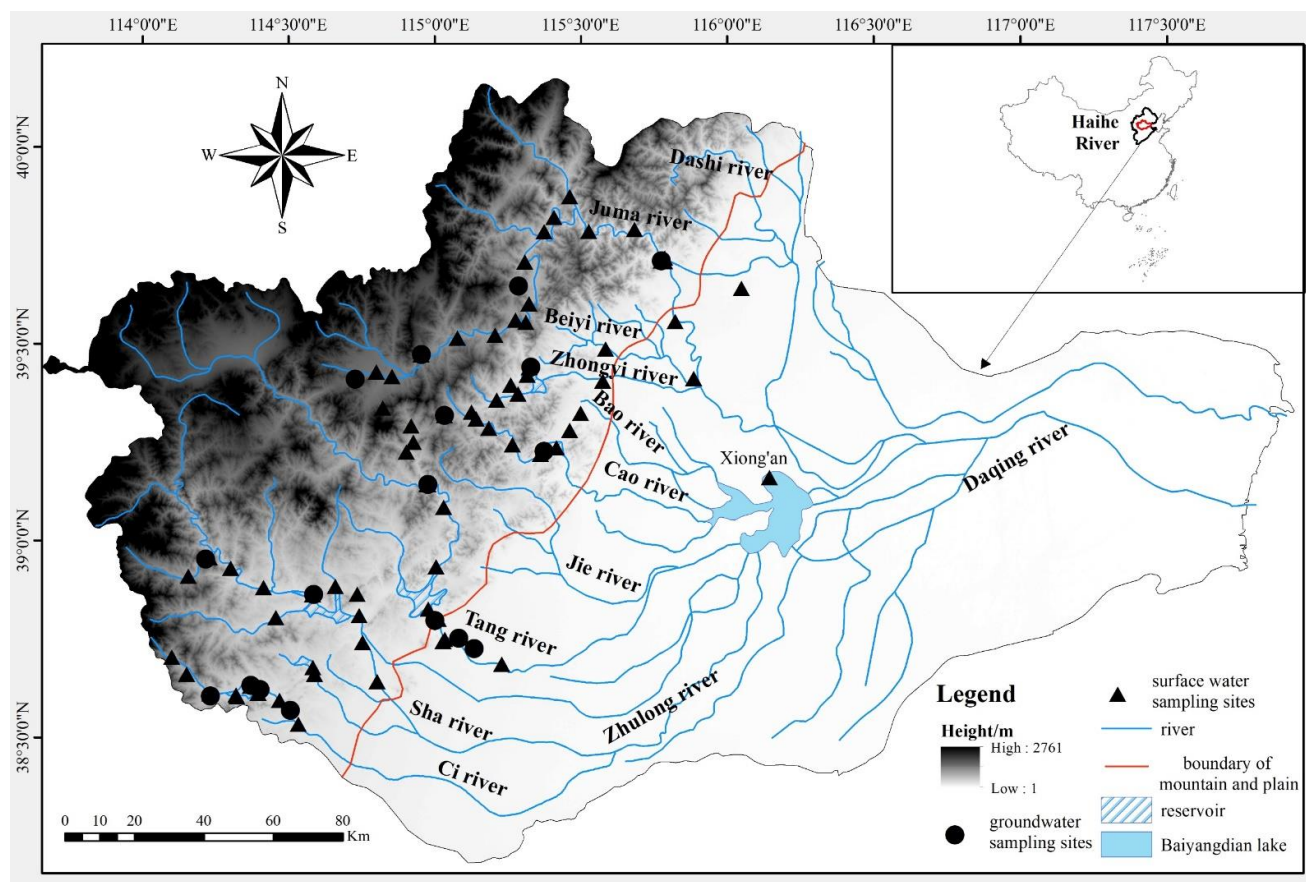 114°0'0"E
114°30'0"E
115°0'0"E
115°30'0"E
116°0'0"E
116°30'0"E
117°0'0"E
117°30'0"E
40°0'0"N
39°30'0"N
39°0'0"N
38°30'0"N
N
W
E
S
Haihe
River
Dashi river
Juma river
Beiyi river
Zhongyi river
Bao river
Xiong'an
Cao river
Daqing river
Jie river
Tang river
Zhulong river
Sha river
Ci river
0 10 20 40 60 80
Km
Legend
Height/m
High : 2761
Low : 1
groundwater
sampling sites
surface water
sampling sites
river
boundary of
mountain and plain
reservoir
Baiyangdian lake